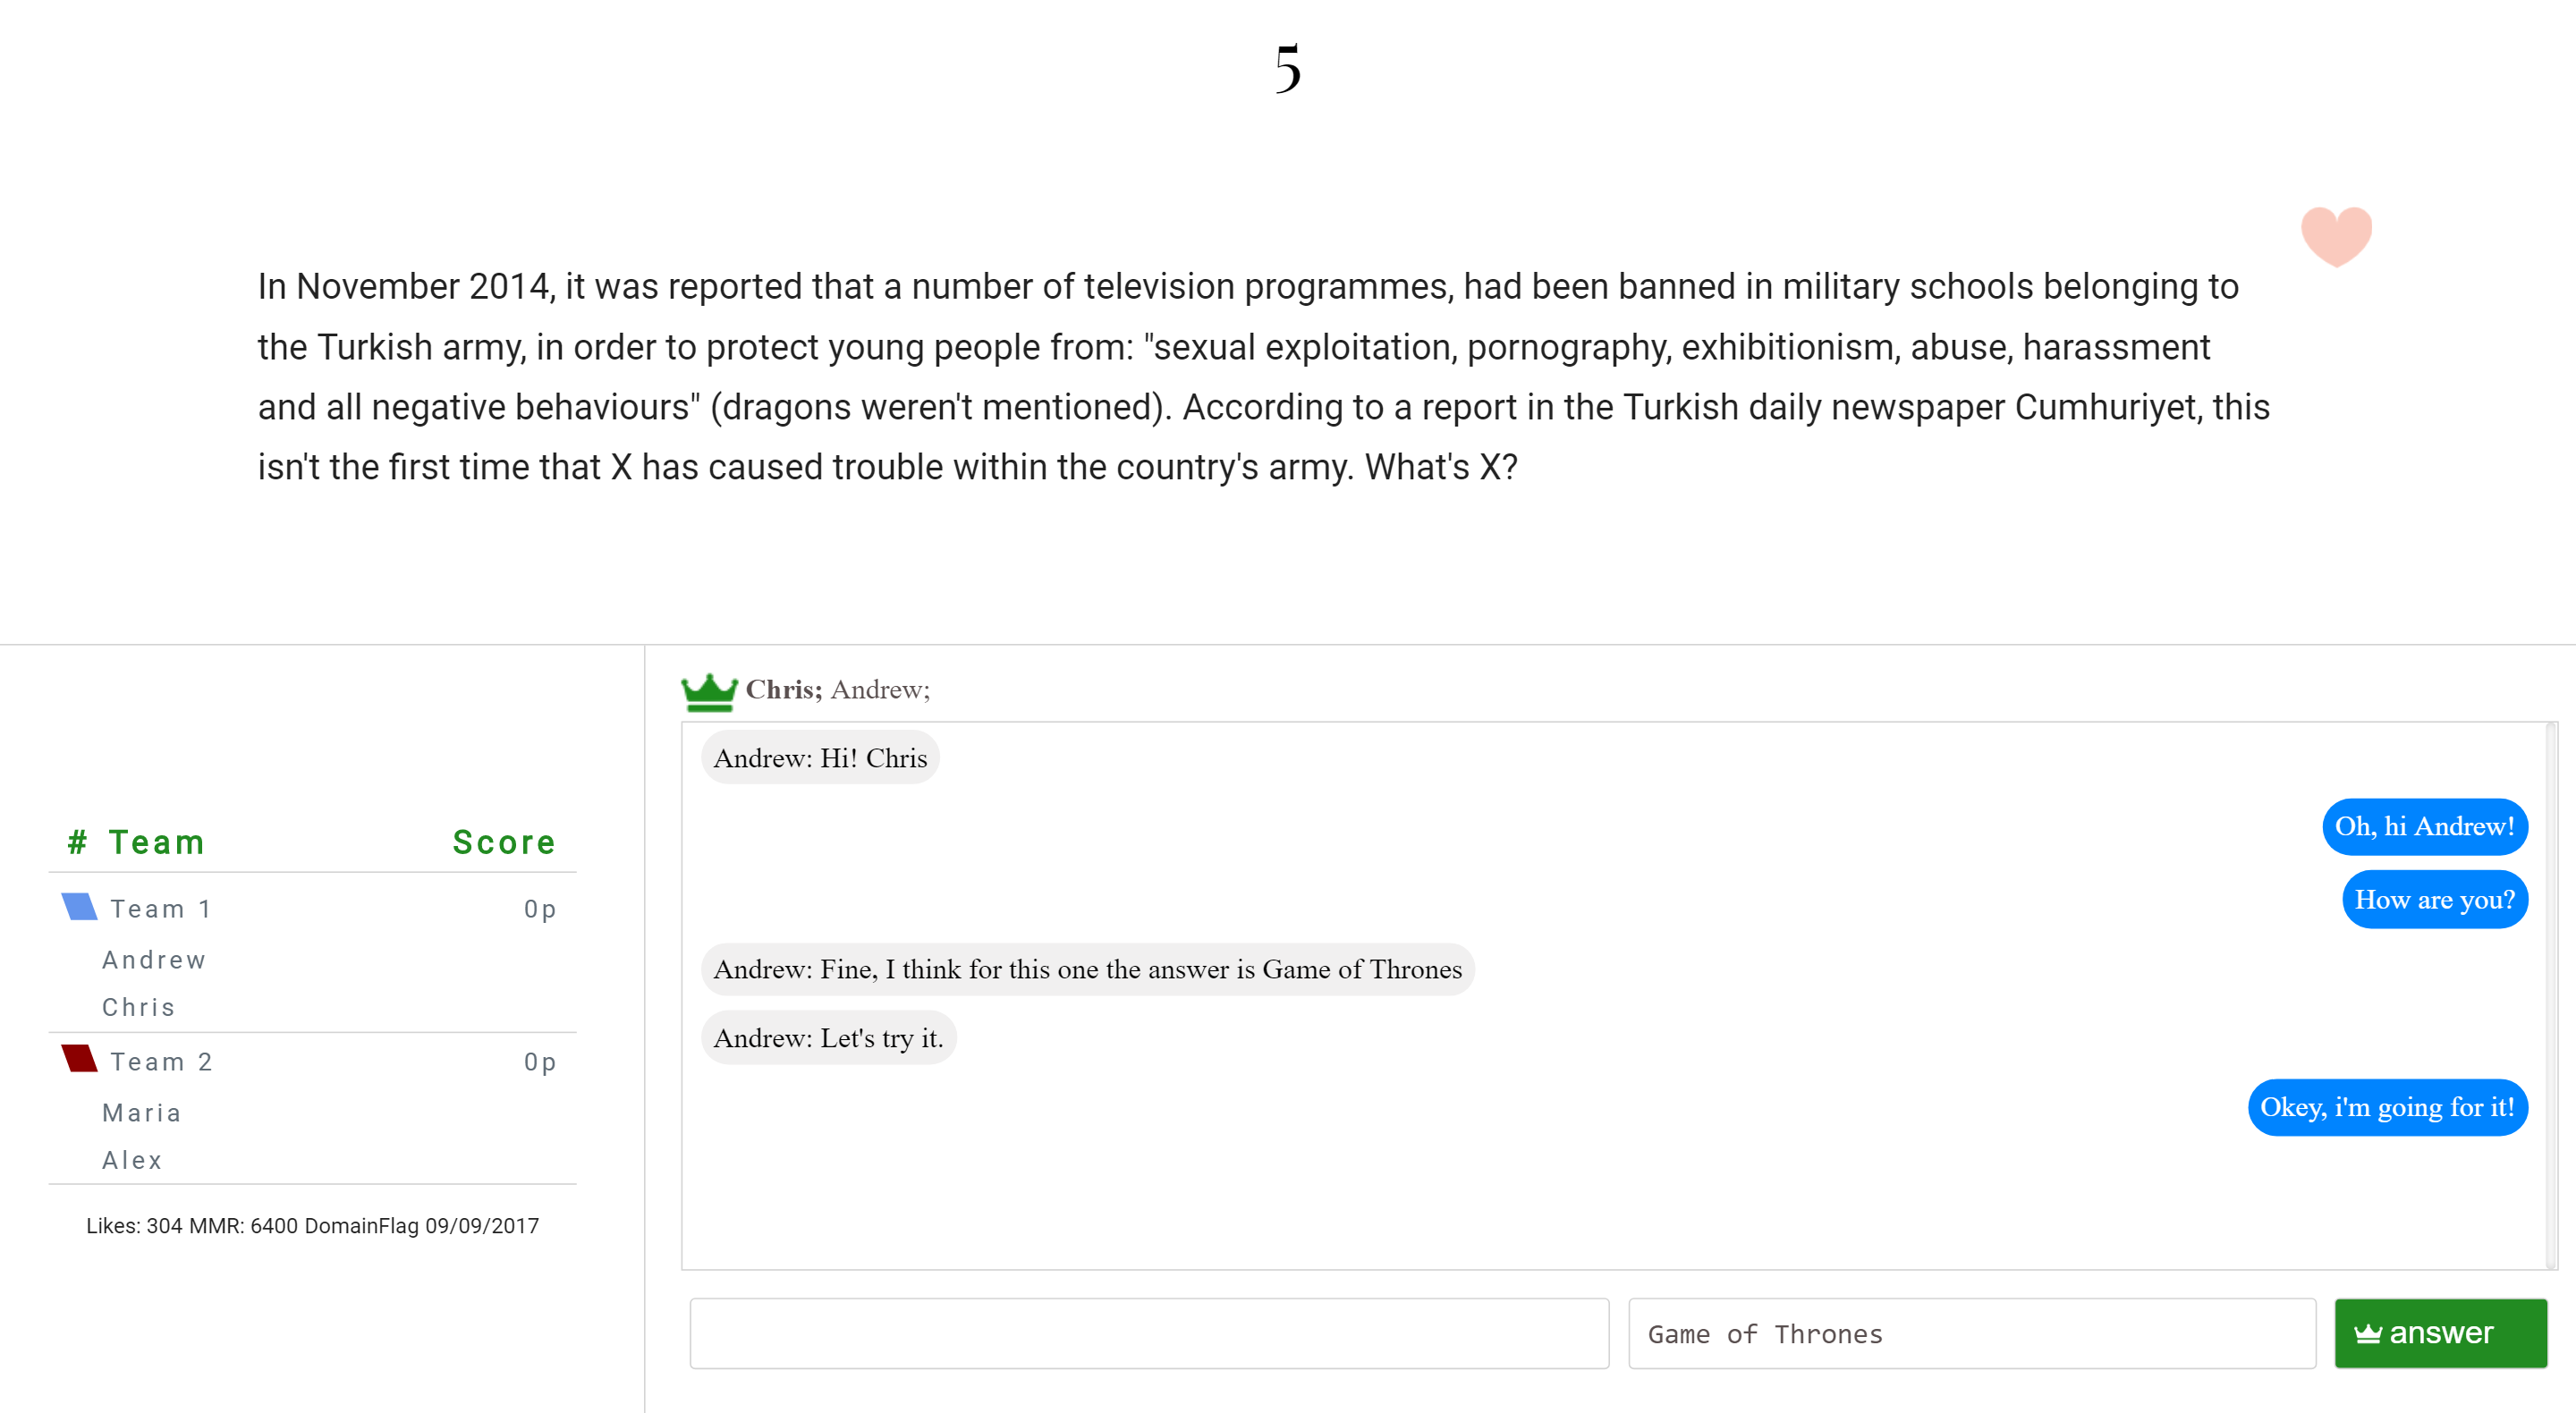 5
In November 2014, it was reported that a number of television programmes, had been banned in military schools belonging to
the Turkish army, in order to protect young people from: "sexual exploitation, pornography, exhibitionism, abuse, harassment
and all negative behaviours" (dragons weren't mentioned). According to a report in the Turkish daily newspaper Cumhuriyet, this
isn't the first time that X has caused trouble within the country's army. What's X?
# Team Score
Team 1 0p
Andrew
Chris
Team 2 0p
Maria
Alex
Likes: 304 MMR: 6400 DomainFlag 09/09/2017
Chris; Andrew;
Andrew: Hi! Chris
Oh, hi Andrew!
How are you?
Andrew: Fine, I think for this one the answer is Game of Thrones
Andrew: Let's try it.
Okey, i'm going for it!
Game of Thrones
answer